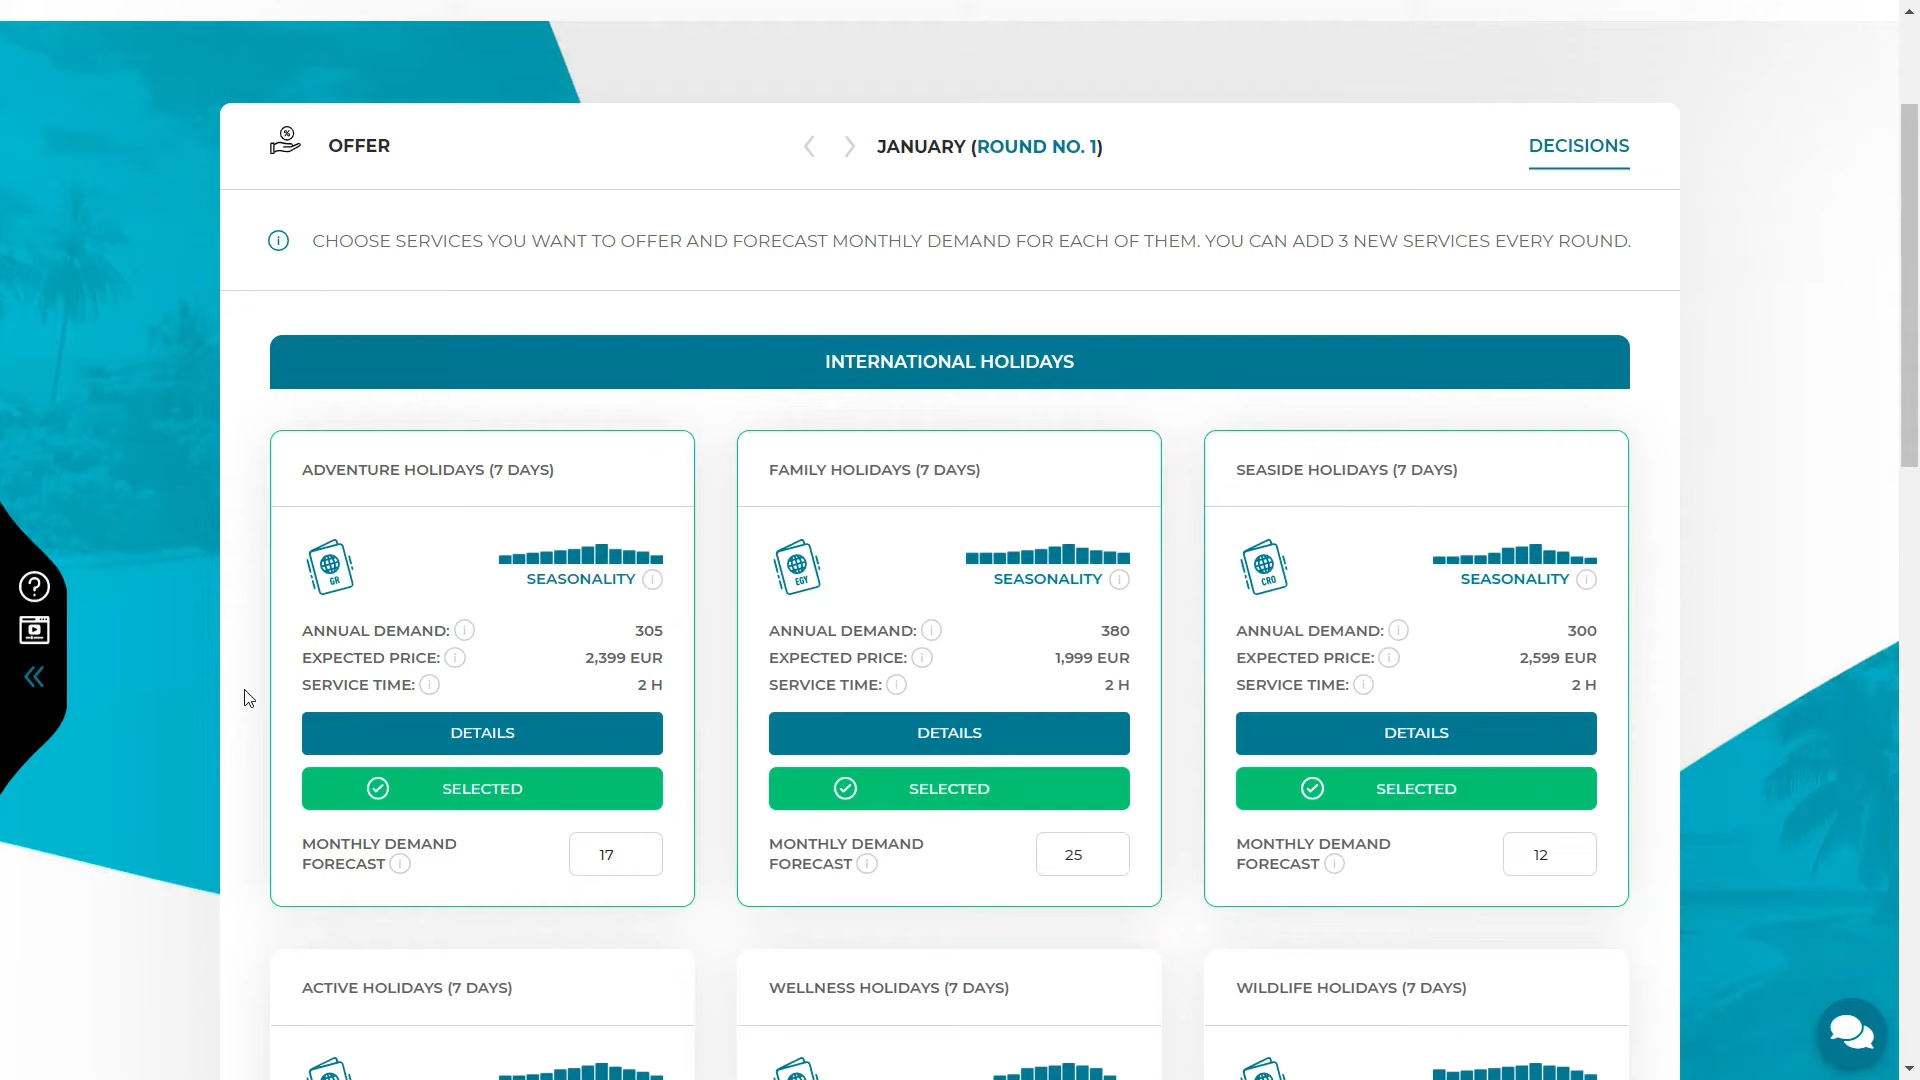 OFFER
JANUARY (ROUND NO. 1)
DECISIONS
CHOOSE SERVICES YOU WANT TO OFFER AND FORECAST MONTHLY DEMAND FOR EACH OF THEM. YOU CAN ADD 3 NEW SERVICES EVERY ROUND.
INTERNATIONAL HOLIDAYS
ADVENTURE HOLIDAYS (7 DAYS)
GR
SEASONALITY
ANNUAL DEMAND: 305
EXPECTED PRICE: 2,399 EUR
SERVICE TIME: 2 H
DETAILS
SELECTED
MONTHLY DEMAND
FORECAST
17
FAMILY HOLIDAYS (7 DAYS)
EGY
SEASONALITY
ANNUAL DEMAND: 380
EXPECTED PRICE: 1,999 EUR
SERVICE TIME: 2 H
DETAILS
SELECTED
MONTHLY DEMAND
FORECAST
25
SEASIDE HOLIDAYS (7 DAYS)
CRO
SEASONALITY
ANNUAL DEMAND: 300
EXPECTED PRICE: 2,599 EUR
SERVICE TIME: 2 H
DETAILS
SELECTED
MONTHLY DEMAND
FORECAST
12
ACTIVE HOLIDAYS (7 DAYS)
WELLNESS HOLIDAYS (7 DAYS)
WILDLIFE HOLIDAYS (7 DAYS)